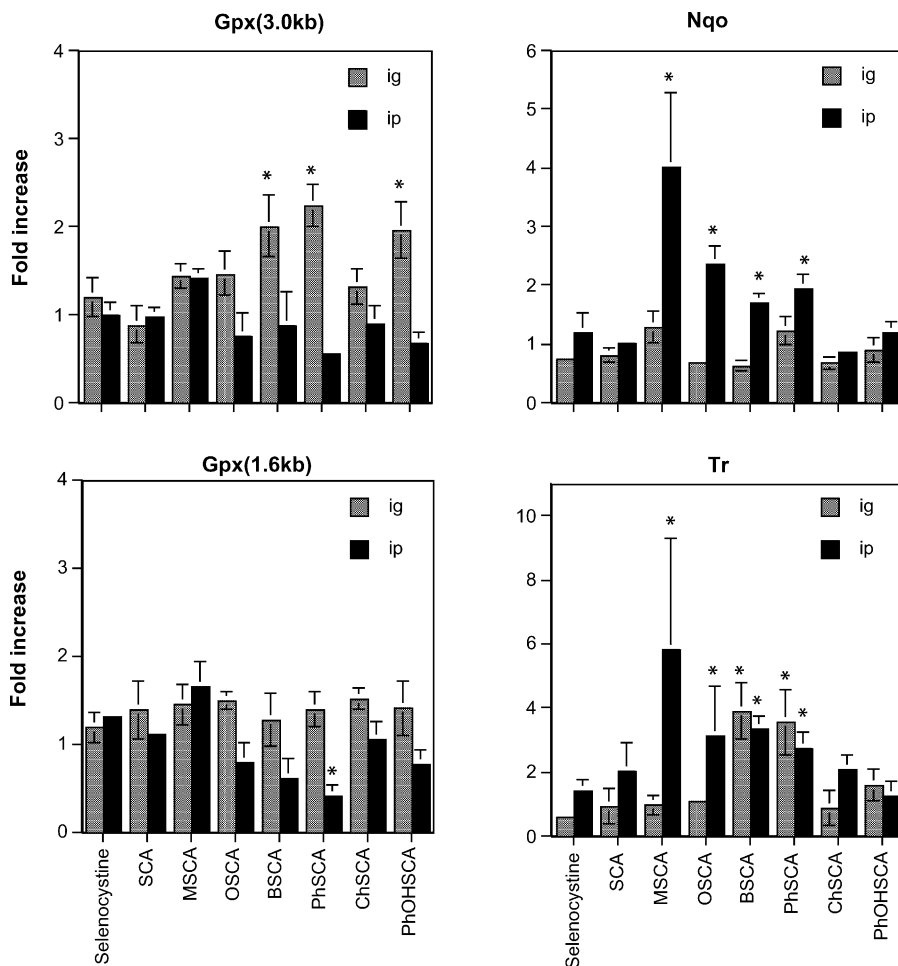 Gpx(3.0kb)
4
3
2
1
0
Fold increase
ig
ip
*
*
*
Nqo
6
5
4
3
2
1
0
ig
ip
*
*
*
*
Gpx(1.6kb)
4
3
2
1
0
Fold increase
ig
ip
*
Selenocystine
SCA
MSCA
OSCA
BSCA
PhSCA
ChSCA
PhOHSCA
Tr
10
8
6
4
2
0
ig
ip
*
*
*
*
*
*
Selenocystine
SCA
MSCA
OSCA
BSCA
PhSCA
ChSCA
PhOHSCA